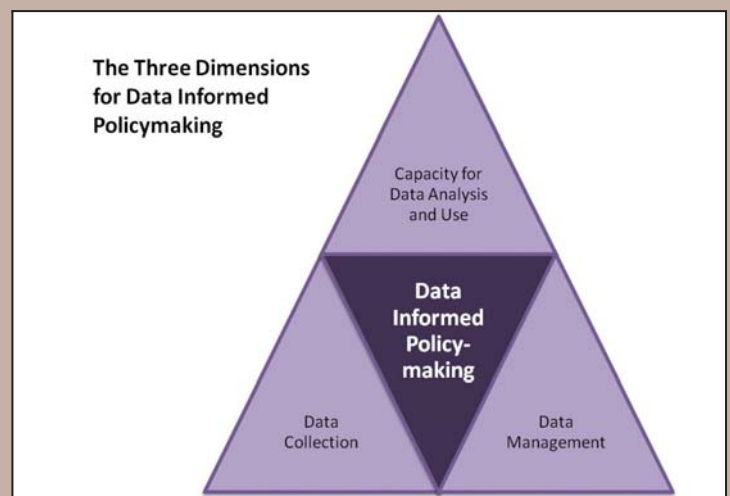 The Three Dimensions
for Data Informed
Policymaking
Capacity for
Data Analysis
and Use
Data
Informed
Policy-
making
Data
Collection
Data
Management